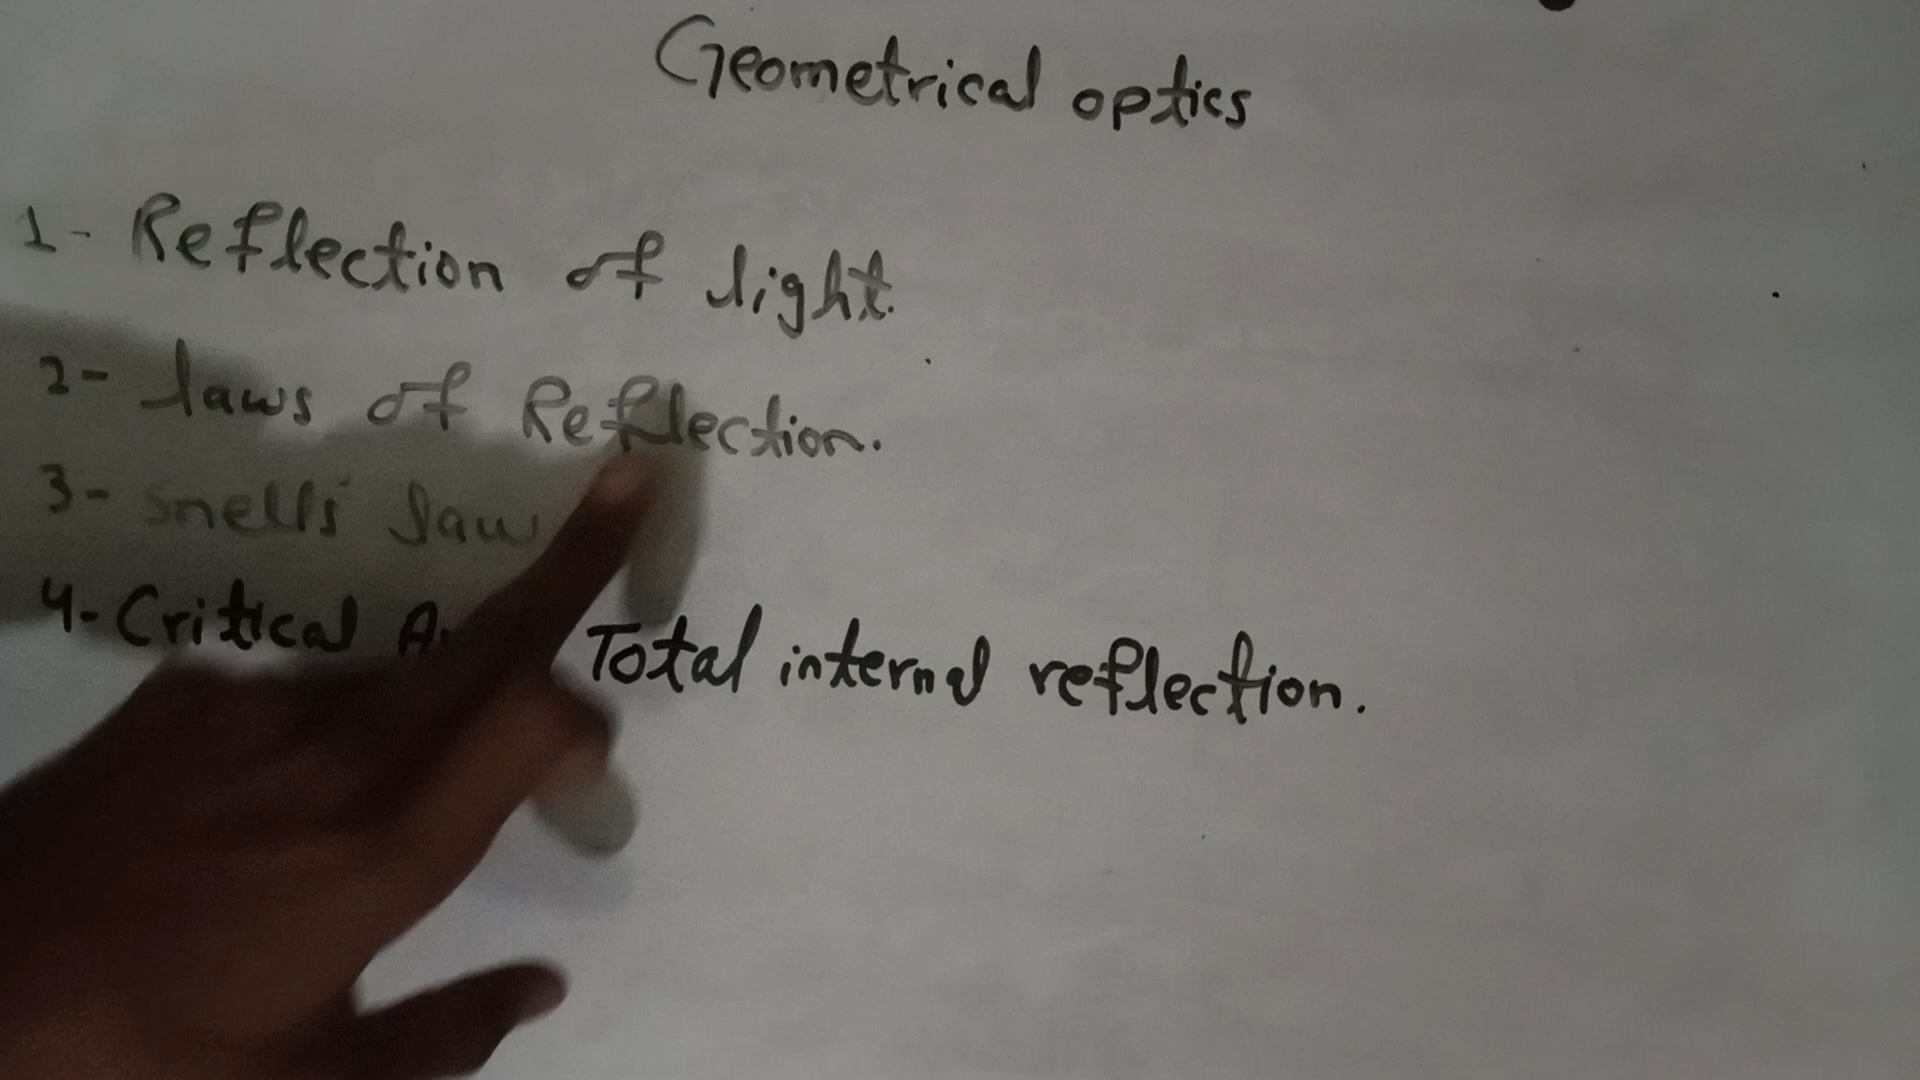 Geometrical optics
1- Reflection of light.
2- laws of Reflection.
3- snell's law
4- Critical Total internal reflection.